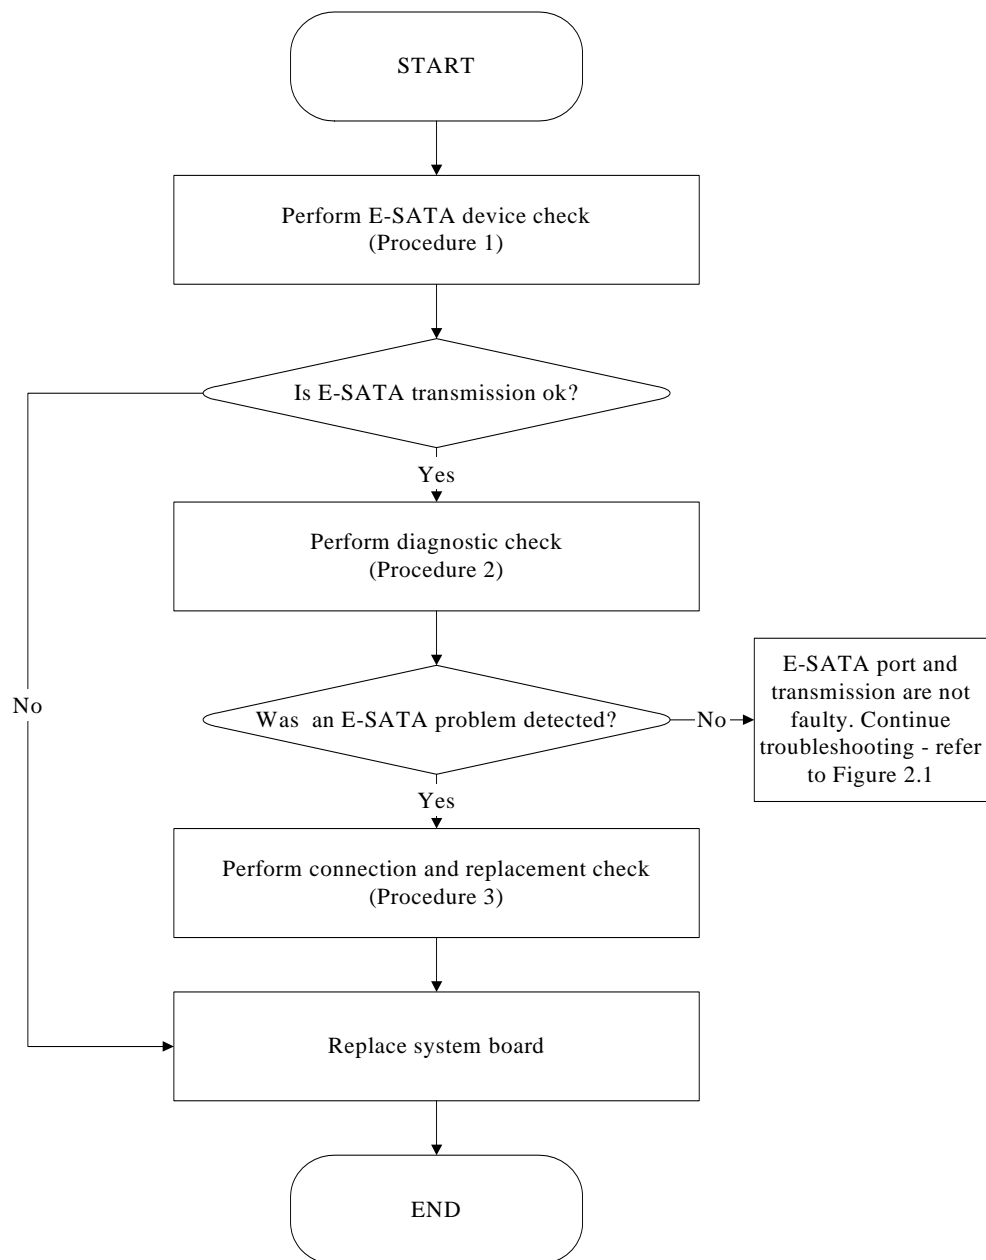 START
Perform E-SATA device check
(Procedure 1)
Is E-SATA transmission ok?
Yes
Perform diagnostic check
(Procedure 2)
No
Was  an E-SATA problem detected?
No
E-SATA port and
transmission are not
faulty. Continue
troubleshooting - refer
to Figure 2.1
Yes
Perform connection and replacement check
(Procedure 3)
Replace system board
END